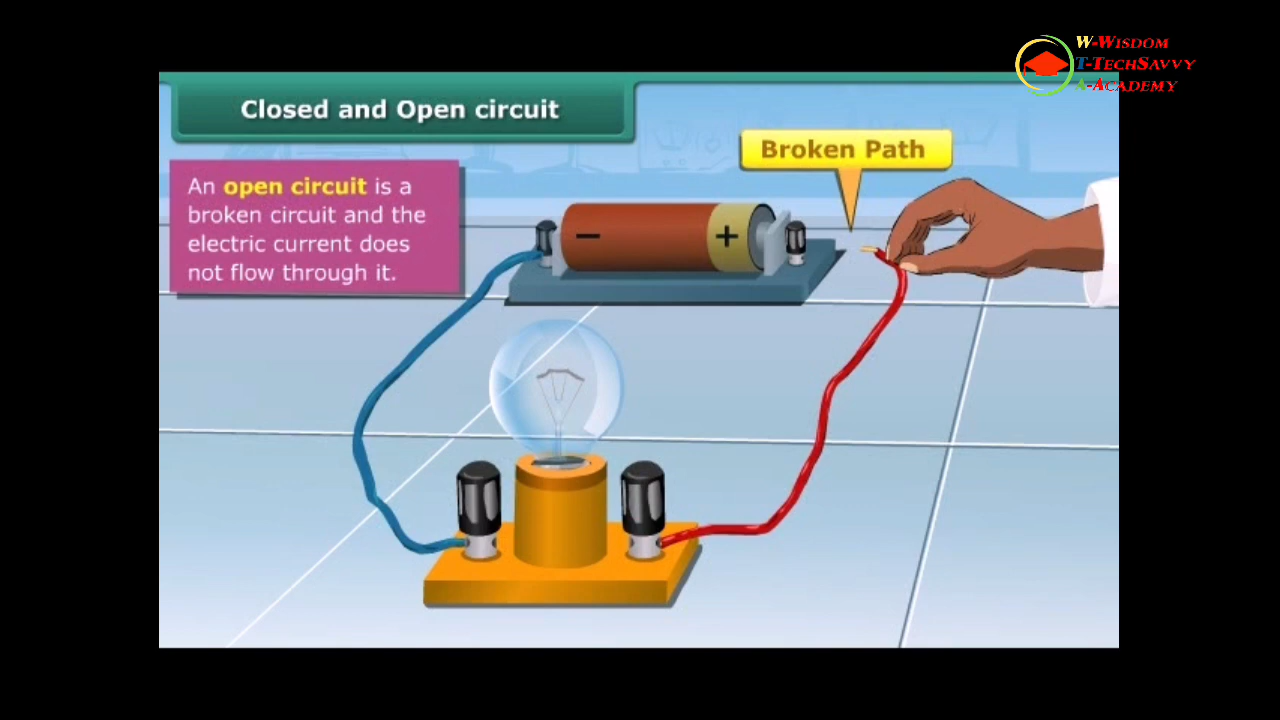 W-Wisdom
T-TechSavvy
A-Academy
Closed and Open circuit
Broken Path
An open circuit is a
broken circuit and the
electric current does
not flow through it.
−
+